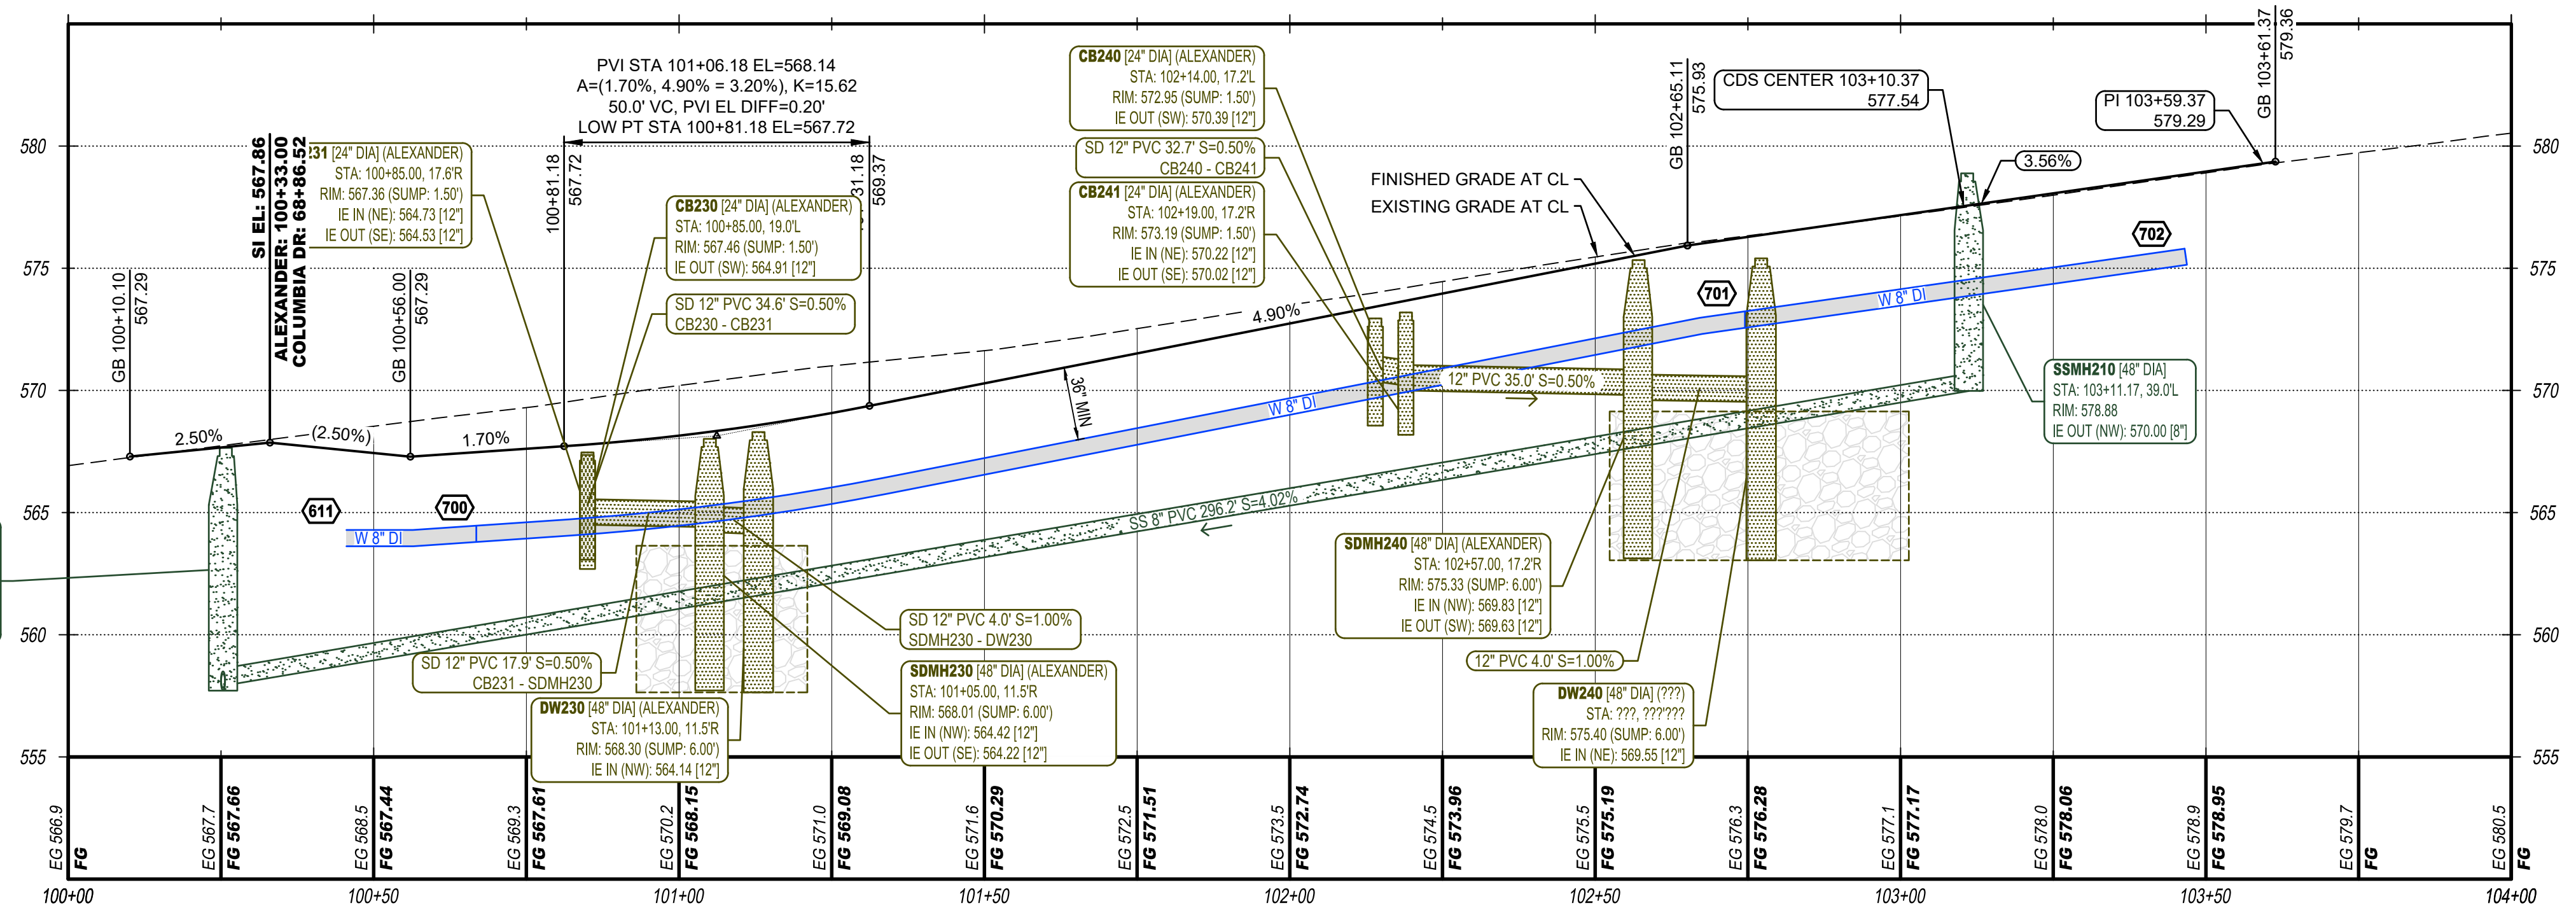 PVI STA 101+06.18 EL=568.14
A=(1.70%, 4.90% = 3.20%), K=15.62
50.0' VC, PVI EL DIFF=0.20'
LOW PT STA 100+81.18 EL=567.72
580
575
570
565
560
555
GB 100+10.10
567.29
SI EL: 567.86
ALEXANDER: 100+33.00
COLUMBIA DR: 68+86.52
231 [24" DIA] (ALEXANDER)
STA: 100+85.00, 17.6'R
RIM: 567.36 (SUMP: 1.50')
IE IN (NE): 564.73 [12"]
IE OUT (SE): 564.53 [12"]
GB 100+56.00
567.29
100+81.18
567.72
31.18
569.37
CB230 [24" DIA] (ALEXANDER)
STA: 100+85.00, 19.0'L
RIM: 567.46 (SUMP: 1.50')
IE OUT (SW): 564.91 [12"]
SD 12" PVC 34.6' S=0.50%
CB230 - CB231
CB240 [24" DIA] (ALEXANDER)
STA: 102+14.00, 17.2'L
RIM: 572.95 (SUMP: 1.50')
IE OUT (SW): 570.39 [12"]
SD 12" PVC 32.7' S=0.50%
CB240 - CB241
CB241 [24" DIA] (ALEXANDER)
STA: 102+19.00, 17.2'R
RIM: 573.19 (SUMP: 1.50')
IE IN (NE): 570.22 [12"]
IE OUT (SE): 570.02 [12"]
FINISHED GRADE AT CL
EXISTING GRADE AT CL
GB 102+65.11
575.93
CDS CENTER 103+10.37
577.54
PI 103+59.37
579.29
GB 103+61.37
579.36
3.56%
580
575
570
565
560
555
2.50%
(2.50%)
1.70%
4.90%
36" MIN
611
700
701
702
W 8" DI
W 8" DI
W 8" DI
12" PVC 35.0' S=0.50%
SS 8" PVC 296.2' S=4.02%
SSMH210 [48" DIA]
STA: 103+11.17, 39.0'L
RIM: 578.88
IE OUT (NW): 570.00 [8"]
SDMH240 [48" DIA] (ALEXANDER)
STA: 102+57.00, 17.2'R
RIM: 575.33 (SUMP: 6.00')
IE IN (NW): 569.83 [12"]
IE OUT (SW): 569.63 [12"]
12" PVC 4.0' S=1.00%
DW240 [48" DIA] (???)
STA: ???, ???'???
RIM: 575.40 (SUMP: 6.00')
IE IN (NE): 569.55 [12"]
SD 12" PVC 4.0' S=1.00%
SDMH230 - DW230
SD 12" PVC 17.9' S=0.50%
CB231 - SDMH230
SDMH230 [48" DIA] (ALEXANDER)
STA: 101+05.00, 11.5'R
RIM: 568.01 (SUMP: 6.00')
IE IN (NW): 564.42 [12"]
IE OUT (SE): 564.22 [12"]
DW230 [48" DIA] (ALEXANDER)
STA: 101+13.00, 11.5'R
RIM: 568.30 (SUMP: 6.00')
IE IN (NW): 564.14 [12"]
EG 566.9
FG
EG 567.7
FG 567.66
EG 568.5
FG 567.44
EG 569.3
FG 567.61
EG 570.2
FG 568.15
EG 571.0
FG 569.08
EG 571.6
FG 570.29
EG 572.5
FG 571.51
EG 573.5
FG 572.74
EG 574.5
FG 573.96
EG 575.5
FG 575.19
EG 576.3
FG 576.28
EG 577.1
FG 577.17
EG 578.0
FG 578.06
EG 578.9
FG 578.95
EG 579.7
FG
EG 580.5
FG
100+00
100+50
101+00
101+50
102+00
102+50
103+00
103+50
104+00